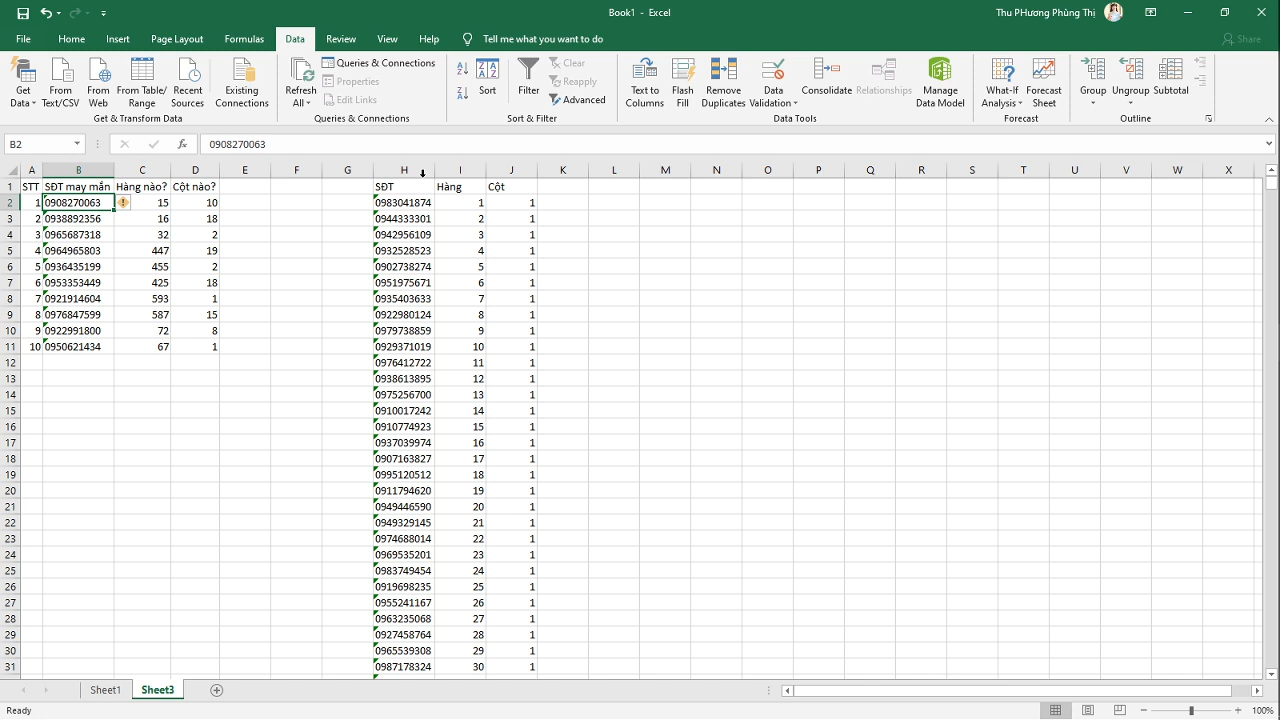 Book1 - Excel
Thu PHương Phùng Thị
File Home Insert Page Layout Formulas Data Review View Help Tell me what you want to do Share
Get Data
From Text/CSV
From Web
From Table/ Range
Recent Sources
Existing Connections
Get & Transform Data
Refresh All
Queries & Connections
Properties
Edit Links
Queries & Connections
Sort
Filter
Clear
Reapply
Advanced
Sort & Filter
Text to Columns
Flash Fill
Remove Duplicates
Data Validation
Consolidate
Relationships
Manage Data Model
Data Tools
What-If Analysis
Forecast Sheet
Forecast
Group
Ungroup
Subtotal
Outline
B2 fx 0908270063
A B C D E F G H I J K L M N O P Q R S T U V W X
1 STT SĐT may mắn Hàng nào? Cột nào? SĐT Hàng Cột
2 1 0908270063 15 10 0983041874 1 1
3 2 0938892356 16 18 0944333301 2 1
4 3 0965687318 32 2 0942956109 3 1
5 4 0964965803 447 19 0932528523 4 1
6 5 0936435199 455 2 0902738274 5 1
7 6 0953353449 425 18 0951975671 6 1
8 7 0921914604 593 1 0935403633 7 1
9 8 0976847599 587 15 0922980124 8 1
10 9 0922991800 72 8 0979738859 9 1
11 10 0950621434 67 1 0929371019 10 1
12 0976412722 11 1
13 0938613895 12 1
14 0975256700 13 1
15 0910017242 14 1
16 0910774923 15 1
17 0937039974 16 1
18 0907163827 17 1
19 0995120512 18 1
20 0911794620 19 1
21 0949446590 20 1
22 0949329145 21 1
23 0974688014 22 1
24 0969535201 23 1
25 0983749454 24 1
26 0919698235 25 1
27 0955241167 26 1
28 0963235068 27 1
29 0927458764 28 1
30 0965539308 29 1
31 0987178324 30 1
Sheet1 Sheet3
Ready 100%